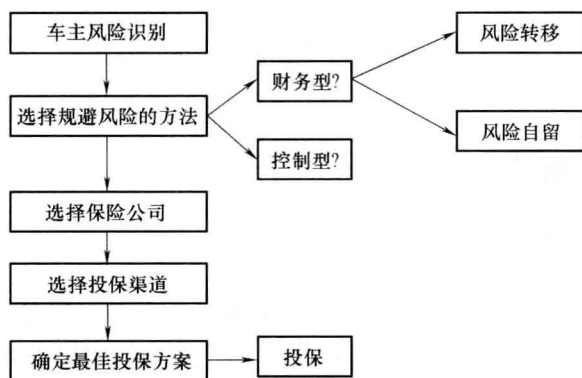 车主风险识别
风险转移
财务型?
选择规避风险的方法
风险自留
控制型?
选择保险公司
选择投保渠道
确定最佳投保方案
投保